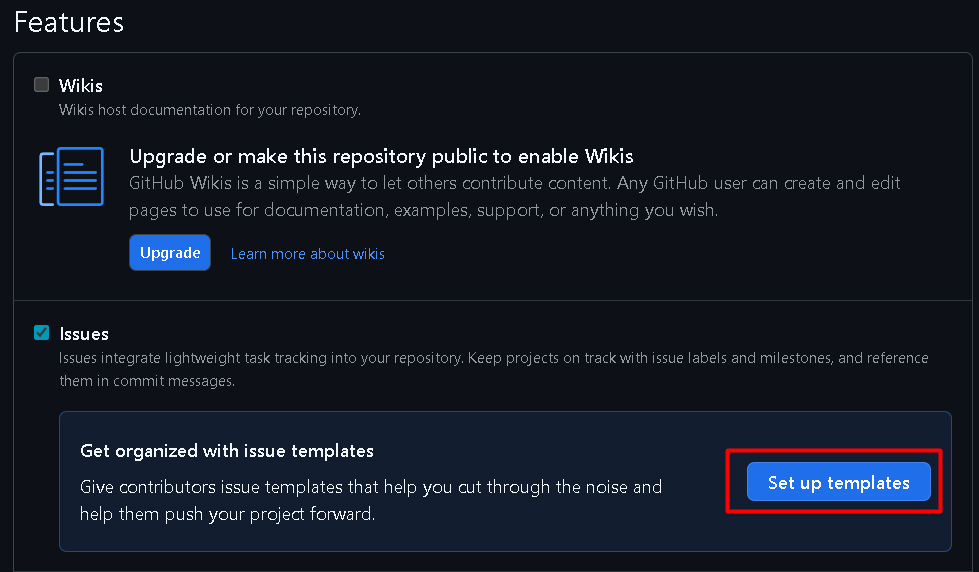 Features
Wikis
Wikis host documentation for your repository.
Upgrade or make this repository public to enable Wikis
GitHub Wikis is a simple way to let others contribute content. Any GitHub user can create and edit
pages to use for documentation, examples, support, or anything you wish.
Upgrade Learn more about wikis
Issues
Issues integrate lightweight task tracking into your repository. Keep projects on track with issue labels and milestones, and reference
them in commit messages.
Get organized with issue templates
Give contributors issue templates that help you cut through the noise and
help them push your project forward.
Set up templates